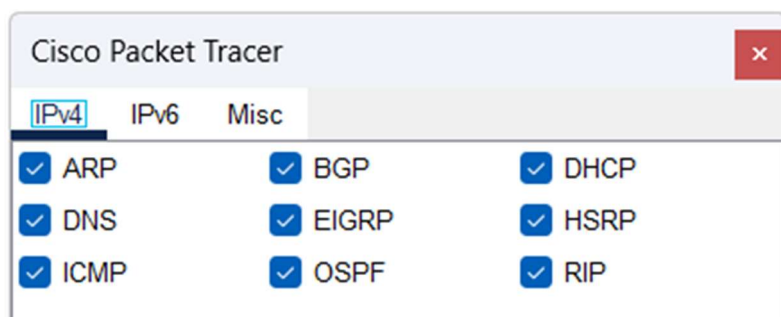 Cisco Packet Tracer
IPv4 IPv6 Misc
ARP BGP DHCP
DNS EIGRP HSRP
ICMP OSPF RIP